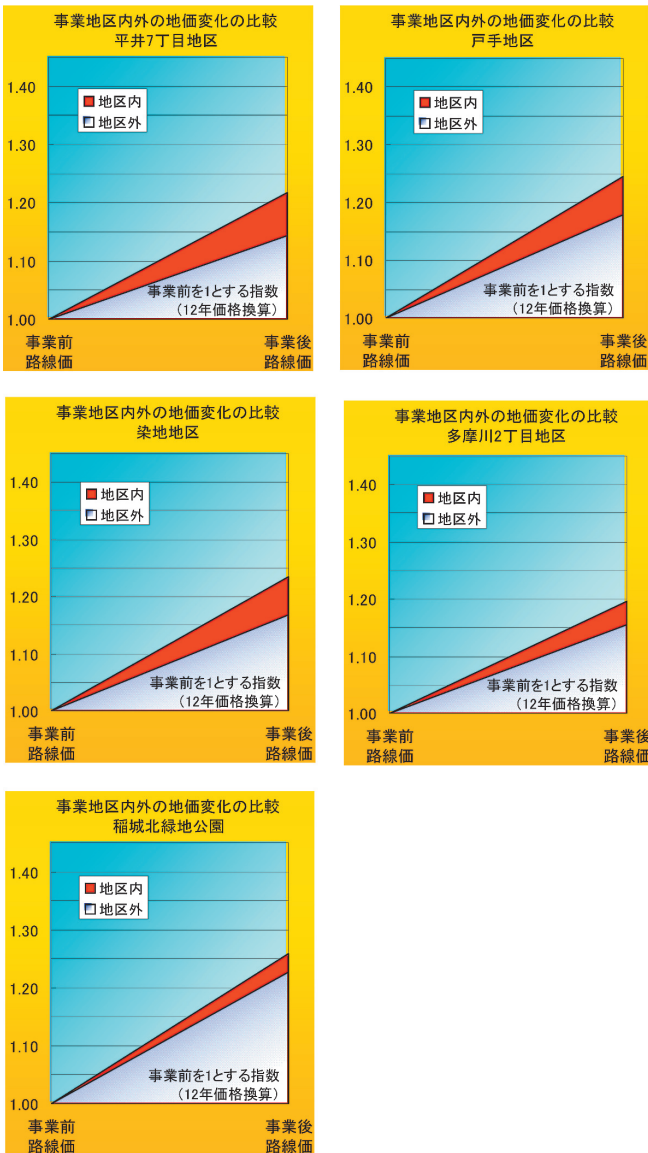 事業地区内外の地価変化の比較
平井7丁目地区
1.40
1.30
1.20
1.10
1.00
地区内
地区外
事業前を1とする指数
(12年価格換算)
事業前
路線価
事業後
路線価
事業地区内外の地価変化の比較
戸手地区
1.40
1.30
1.20
1.10
1.00
地区内
地区外
事業前を1とする指数
(12年価格換算)
事業前
路線価
事業後
路線価
事業地区内外の地価変化の比較
染地地区
1.40
1.30
1.20
1.10
1.00
地区内
地区外
事業前を1とする指数
(12年価格換算)
事業前
路線価
事業後
路線価
事業地区内外の地価変化の比較
多摩川2丁目地区
1.40
1.30
1.20
1.10
1.00
地区内
地区外
事業前を1とする指数
(12年価格換算)
事業前
路線価
事業後
路線価
事業地区内外の地価変化の比較
稲城北緑地公園
1.40
1.30
1.20
1.10
1.00
地区内
地区外
事業前を1とする指数
(12年価格換算)
事業前
路線価
事業後
路線価